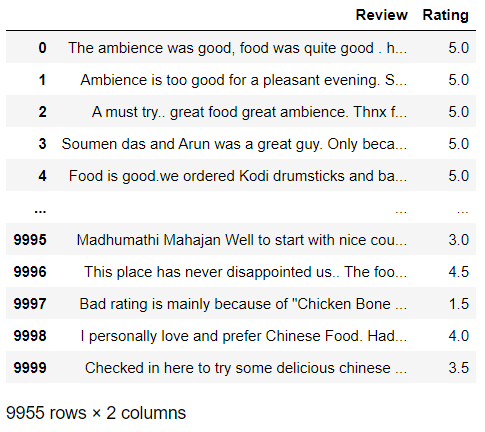 Review Rating
0 The ambience was good, food was quite good . h... 5.0
1 Ambience is too good for a pleasant evening. S... 5.0
2 A must try.. great food great ambience. Thnx f... 5.0
3 Soumen das and Arun was a great guy. Only beca... 5.0
4 Food is good.we ordered Kodi drumsticks and ba... 5.0
... ... ...
9995 Madhumathi Mahajan Well to start with nice cou... 3.0
9996 This place has never disappointed us.. The foo... 4.5
9997 Bad rating is mainly because of "Chicken Bone ... 1.5
9998 I personally love and prefer Chinese Food. Had... 4.0
9999 Checked in here to try some delicious chinese ... 3.5
9955 rows × 2 columns